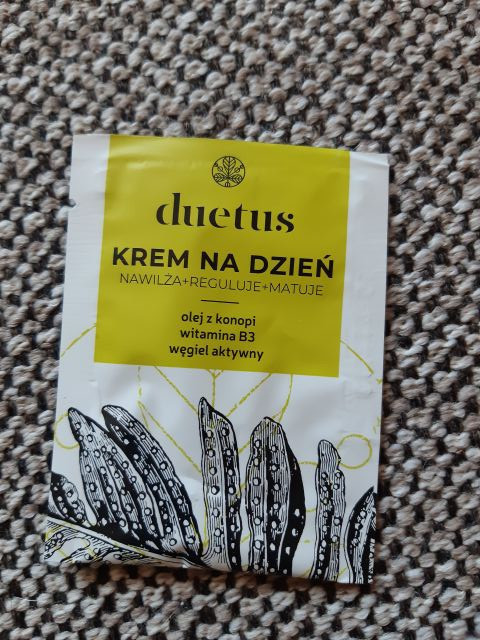 duetus
KREM NA DZIEŃ
NAWILŻA+REGULUJE+MATUJE
olej z konopi
witamina B3
węgiel aktywny